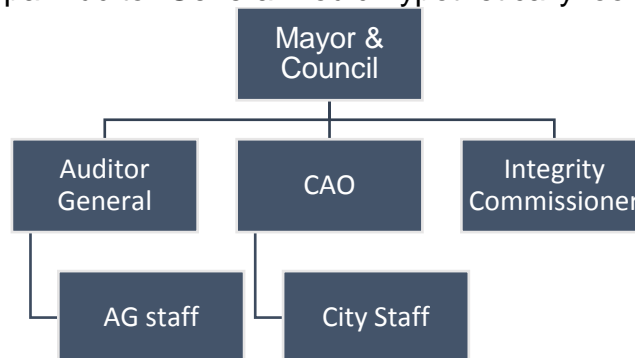 Mayor &
Council
Auditor
General
CAO
Integrity
Commissioner
AG staff
City Staff